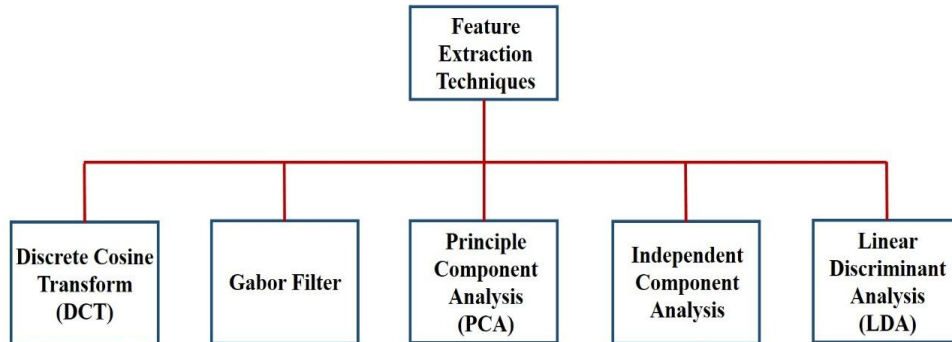 Feature
Extraction
Techniques
Discrete Cosine
Transform
(DCT)
Gabor Filter
Principle
Component
Analysis
(PCA)
Independent
Component
Analysis
Linear
Discriminant
Analysis
(LDA)